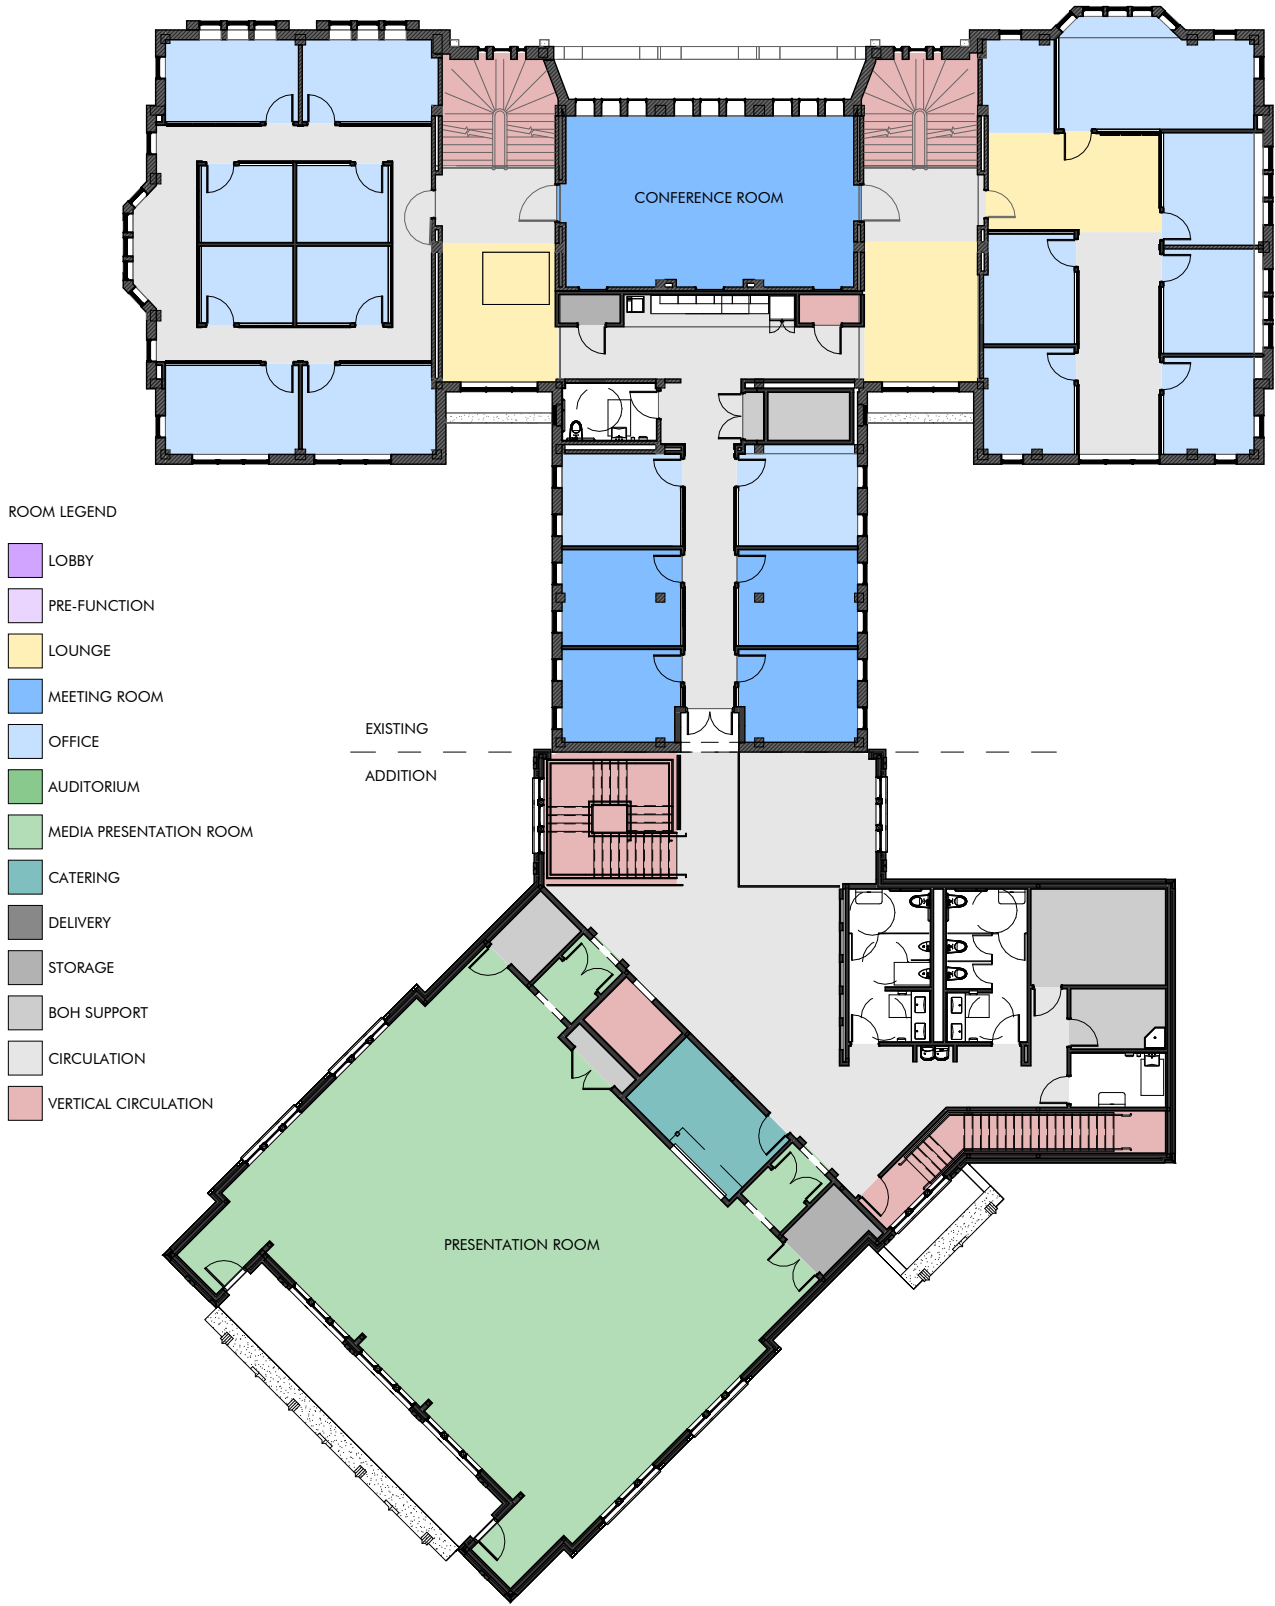 CONFERENCE ROOM
ROOM LEGEND
LOBBY
PRE-FUNCTION
LOUNGE
MEETING ROOM
OFFICE
AUDITORIUM
MEDIA PRESENTATION ROOM
CATERING
DELIVERY
STORAGE
BOH SUPPORT
CIRCULATION
VERTICAL CIRCULATION
EXISTING
ADDITION
PRESENTATION ROOM